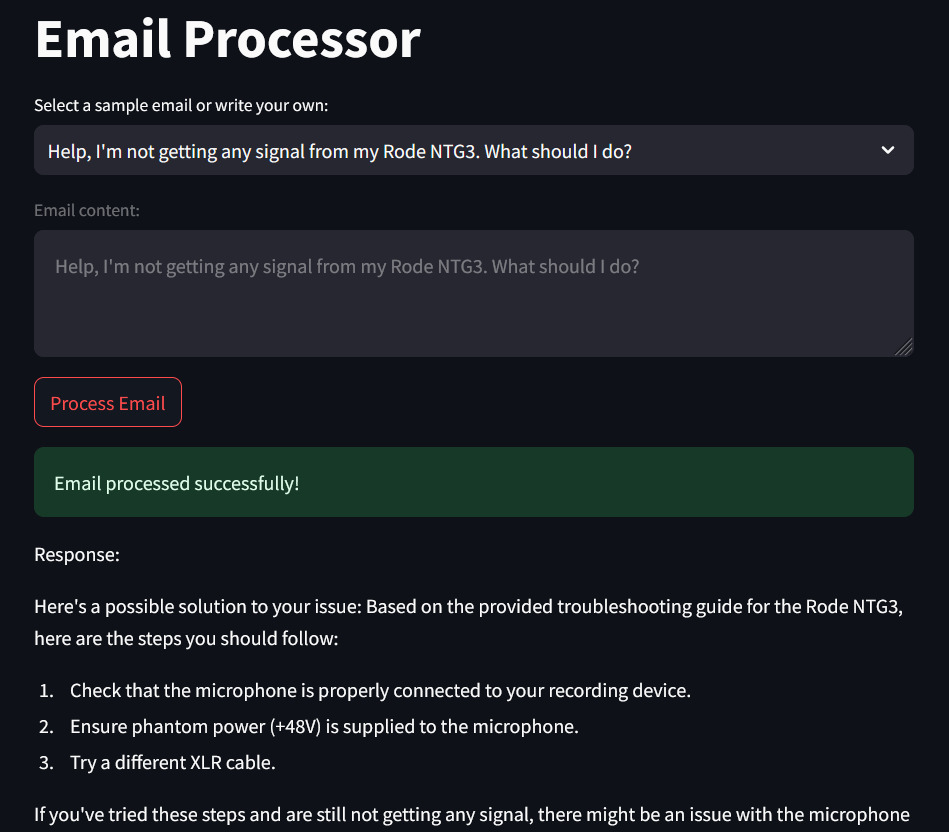 Email Processor
Select a sample email or write your own:
Help, I'm not getting any signal from my Rode NTG3. What should I do?
Email content:
Help, I'm not getting any signal from my Rode NTG3. What should I do?
Process Email
Email processed successfully!
Response:
Here's a possible solution to your issue: Based on the provided troubleshooting guide for the Rode NTG3,
here are the steps you should follow:
1. Check that the microphone is properly connected to your recording device.
2. Ensure phantom power (+48V) is supplied to the microphone.
3. Try a different XLR cable.
If you've tried these steps and are still not getting any signal, there might be an issue with the microphone